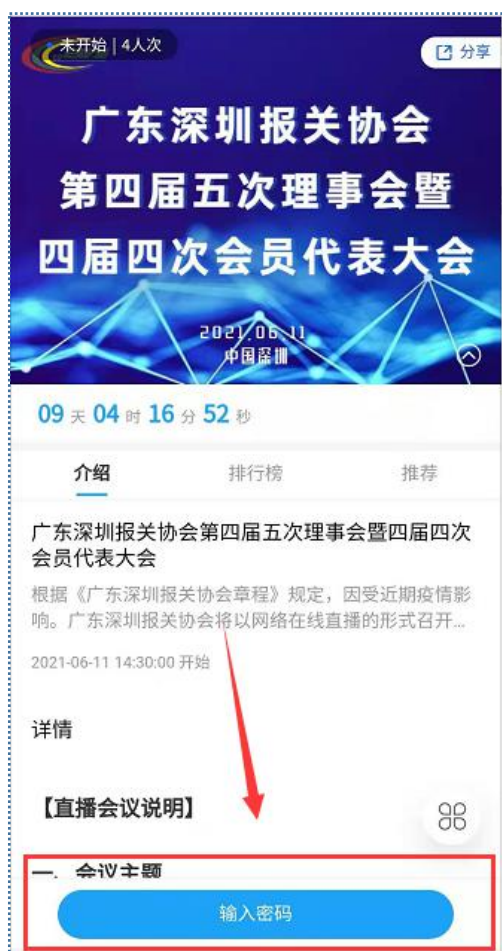 未开始 | 4人次
分享
广东深圳报关协会
第四届五次理事会暨
四届四次会员代表大会
2021.06.11
中国深圳
09 天 04 时 16 分 52 秒
介绍 排行榜 推荐
广东深圳报关协会第四届五次理事会暨四届四次
会员代表大会
根据《广东深圳报关协会章程》规定，因受近期疫情影
响。广东深圳报关协会将以网络在线直播的形式召开...
2021-06-11 14:30:00 开始
详情
【直播会议说明】
一、会议主题
输入密码